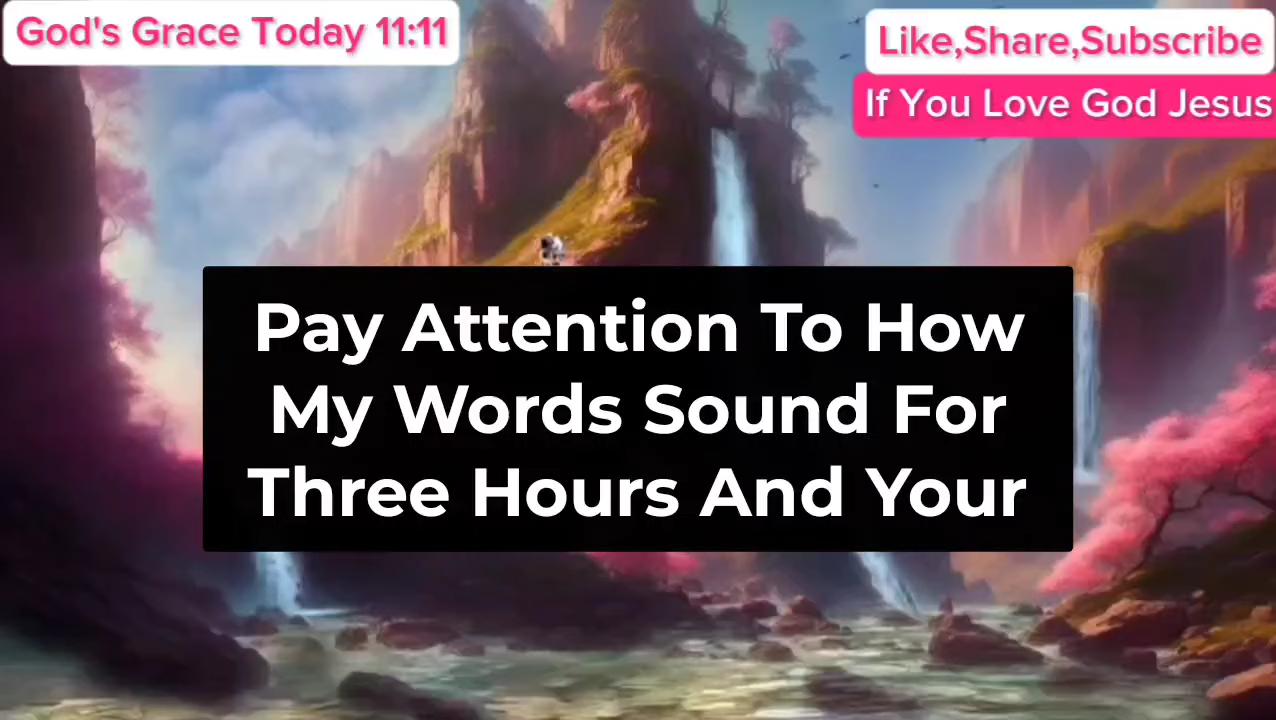 God's Grace Today 11:11
Like,Share,Subscribe
If You Love God Jesus
Pay Attention To How
My Words Sound For
Three Hours And Your